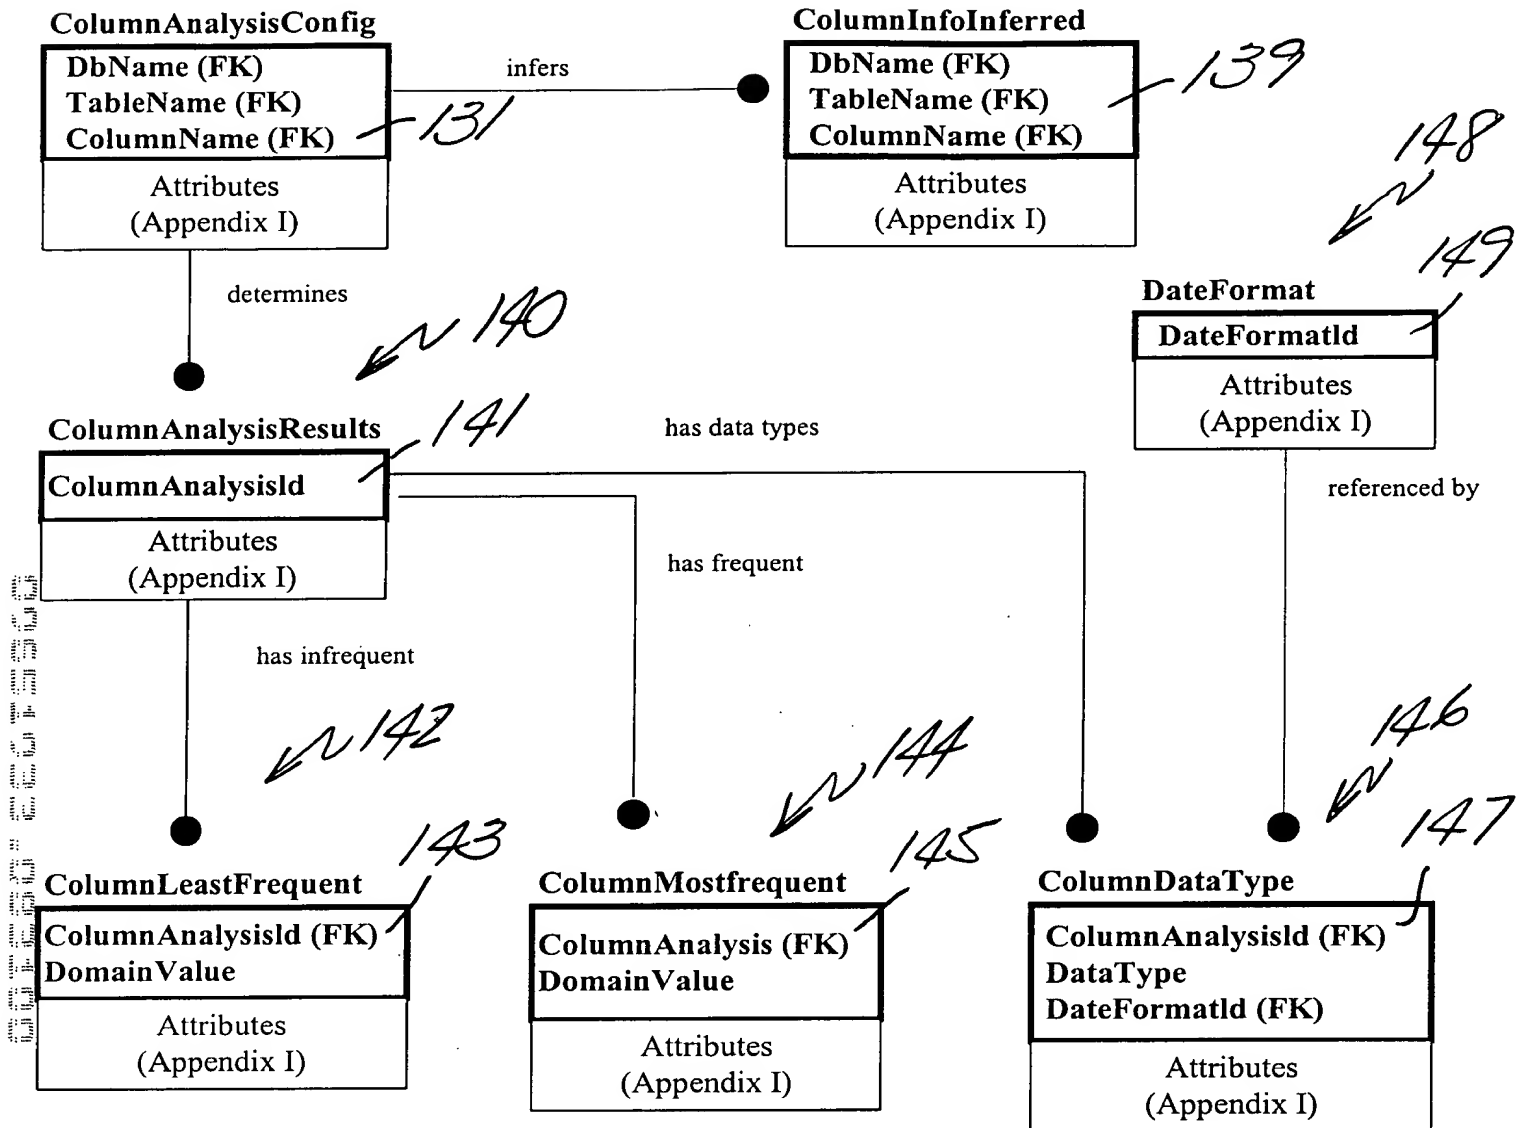 ColumnAnalysisConfig
DbName (FK)
TableName (FK)
ColumnName (FK)
131
Attributes
(Appendix I)
infers
ColumnInfoInferred
DbName (FK)
TableName (FK)
ColumnName (FK)
139
Attributes
(Appendix I)
148
149
DateFormat
DateFormatId
Attributes
(Appendix I)
determines
140
ColumnAnalysisResults
141
ColumnAnalysisId
Attributes
(Appendix I)
has data types
referenced by
has frequent
has infrequent
142
143
ColumnLeastFrequent
ColumnAnalysisId (FK)
DomainValue
Attributes
(Appendix I)
144
145
ColumnMostfrequent
ColumnAnalysis (FK)
DomainValue
Attributes
(Appendix I)
146
147
ColumnDataType
ColumnAnalysisId (FK)
DataType
DateFormatId (FK)
Attributes
(Appendix I)